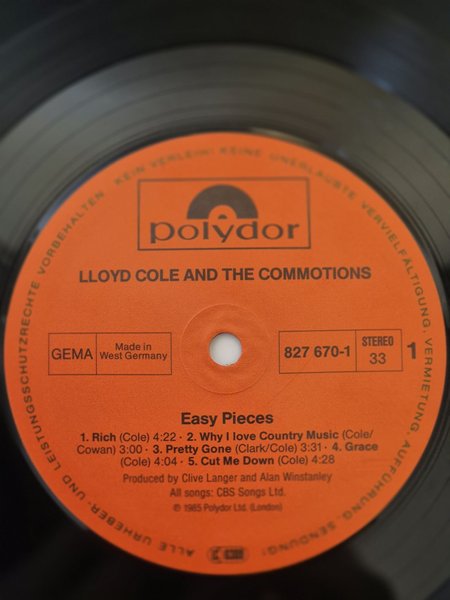 ALLE URHEBER- UND LEISTUNGSSCHUTZRECHTE VORBEHALTEN. KEIN VERLEIH! KEINE UNERLAUBTE VERVIELFÄLTIGUNG, VERMIETUNG, AUFFÜHRUNG, SENDUNG!
polydor
LLOYD COLE AND THE COMMOTIONS
GEMA
Made in
West Germany
827 670-1
STEREO
33
1
Easy Pieces
1. Rich (Cole) 4:22 · 2. Why I love Country Music (Cole/
Cowan) 3:00 · 3. Pretty Gone (Clark/Cole) 3:31 · 4. Grace
(Cole) 4:04 · 5. Cut Me Down (Cole) 4:28
Produced by Clive Langer and Alan Winstanley
All songs: CBS Songs Ltd.
℗ 1985 Polydor Ltd. (London)